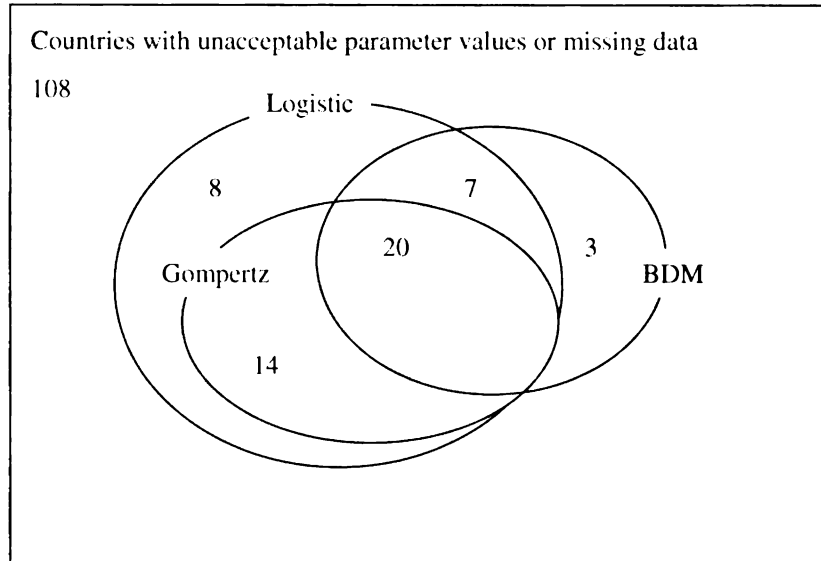 Countries with unacceptable parameter values or missing data
108
Logistic
8
7
20
3
Gompertz
BDM
14